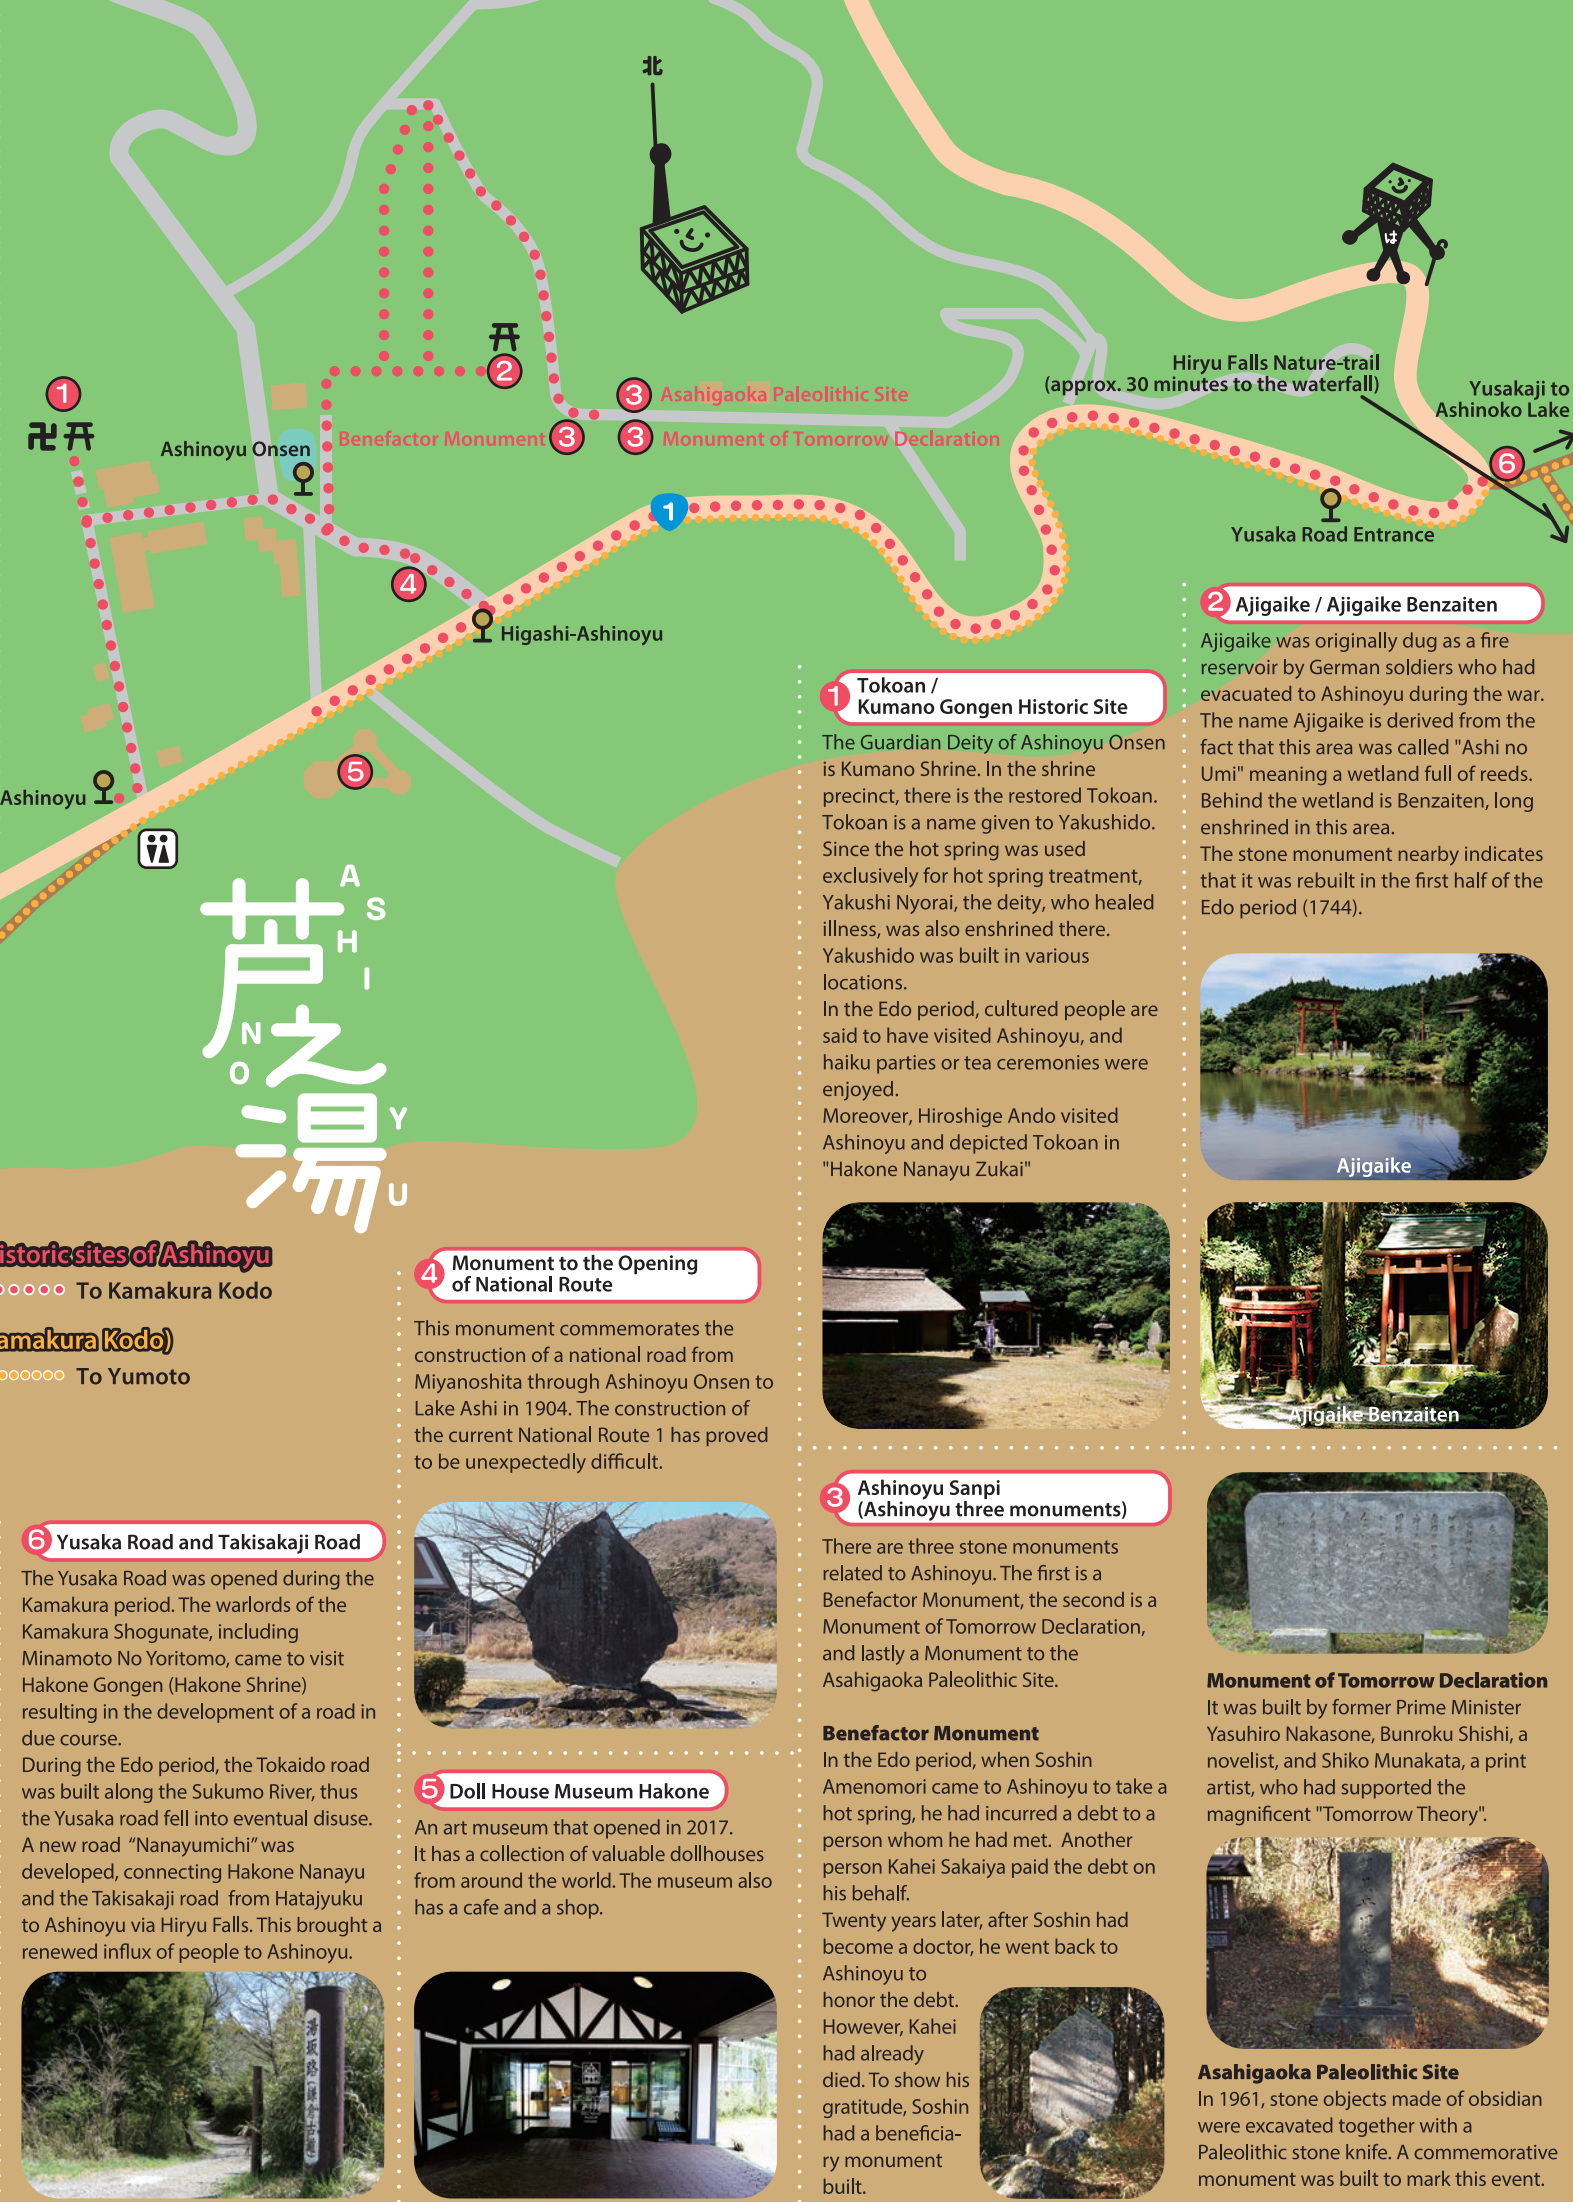 北
は
1
卍
2
3 Asahigaoka Paleolithic Site
Benefactor Monument 3
3 Monument of Tomorrow Declaration
Ashinoyu Onsen
4
1
Higashi-Ashinoyu
5
Ashinoyu
Hiryu Falls Nature-trail
(approx. 30 minutes to the waterfall)
Yusakaji to
Ashinoko Lake
6
Yusaka Road Entrance
芦之湯
ASHI
NO
YU
istoric sites of Ashinoyu
To Kamakura Kodo
amakura Kodo)
To Yumoto
1 Tokoan /
Kumano Gongen Historic Site
The Guardian Deity of Ashinoyu Onsen
is Kumano Shrine. In the shrine
precinct, there is the restored Tokoan.
Tokoan is a name given to Yakushido.
Since the hot spring was used
exclusively for hot spring treatment,
Yakushi Nyorai, the deity, who healed
illness, was also enshrined there.
Yakushido was built in various
locations.
In the Edo period, cultured people are
said to have visited Ashinoyu, and
haiku parties or tea ceremonies were
enjoyed.
Moreover, Hiroshige Ando visited
Ashinoyu and depicted Tokoan in
"Hakone Nanayu Zukai"
2 Ajigaike / Ajigaike Benzaiten
Ajigaike was originally dug as a fire
reservoir by German soldiers who had
evacuated to Ashinoyu during the war.
The name Ajigaike is derived from the
fact that this area was called "Ashi no
Umi" meaning a wetland full of reeds.
Behind the wetland is Benzaiten, long
enshrined in this area.
The stone monument nearby indicates
that it was rebuilt in the first half of the
Edo period (1744).
Ajigaike
Ajigaike Benzaiten
3 Ashinoyu Sanpi
(Ashinoyu three monuments)
There are three stone monuments
related to Ashinoyu. The first is a
Benefactor Monument, the second is a
Monument of Tomorrow Declaration,
and lastly a Monument to the
Asahigaoka Paleolithic Site.
Benefactor Monument
In the Edo period, when Soshin
Amenomori came to Ashinoyu to take a
hot spring, he had incurred a debt to a
person whom he had met. Another
person Kahei Sakaiya paid the debt on
his behalf.
Twenty years later, after Soshin had
become a doctor, he went back to
Ashinoyu to
honor the debt.
However, Kahei
had already
died. To show his
gratitude, Soshin
had a beneficia-
ry monument
built.
Monument of Tomorrow Declaration
It was built by former Prime Minister
Yasuhiro Nakasone, Bunroku Shishi, a
novelist, and Shiko Munakata, a print
artist, who had supported the
magnificent "Tomorrow Theory".
Asahigaoka Paleolithic Site
In 1961, stone objects made of obsidian
were excavated together with a
Paleolithic stone knife. A commemorative
monument was built to mark this event.
4 Monument to the Opening
of National Route
This monument commemorates the
construction of a national road from
Miyanoshita through Ashinoyu Onsen to
Lake Ashi in 1904. The construction of
the current National Route 1 has proved
to be unexpectedly difficult.
5 Doll House Museum Hakone
An art museum that opened in 2017.
It has a collection of valuable dollhouses
from around the world. The museum also
has a cafe and a shop.
6 Yusaka Road and Takisakaji Road
The Yusaka Road was opened during the
Kamakura period. The warlords of the
Kamakura Shogunate, including
Minamoto No Yoritomo, came to visit
Hakone Gongen (Hakone Shrine)
resulting in the development of a road in
due course.
During the Edo period, the Tokaido road
was built along the Sukumo River, thus
the Yusaka road fell into eventual disuse.
A new road “Nanayumichi” was
developed, connecting Hakone Nanayu
and the Takisakaji road from Hatajyuku
to Ashinoyu via Hiryu Falls. This brought a
renewed influx of people to Ashinoyu.
湯坂路（鎌倉古道）